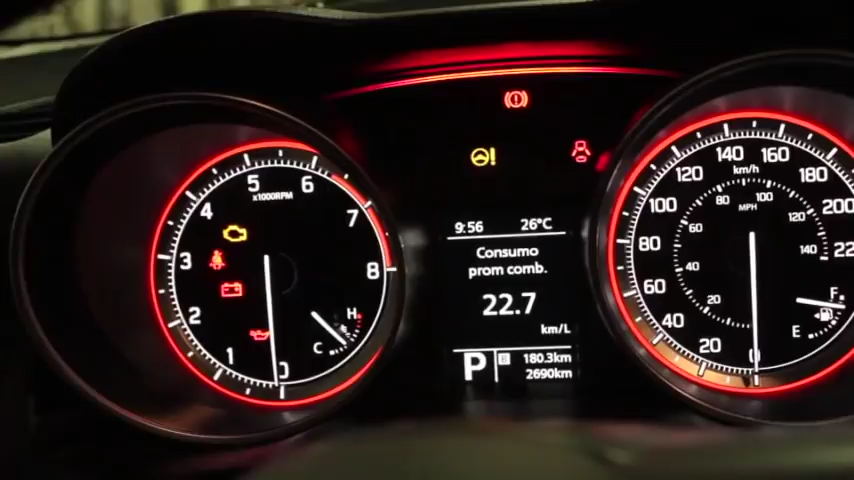 5 6
x1000RPM
4 7
3 8
2
1 0
H
C
9:56 26°C
Consumo
prom comb.
22.7
km/L
P B 180.3km
2690km
140 160
km/h
120 180
100 200
80 220
60
40
20 0
80 100
MPH
60 120
140
40
20
F
E